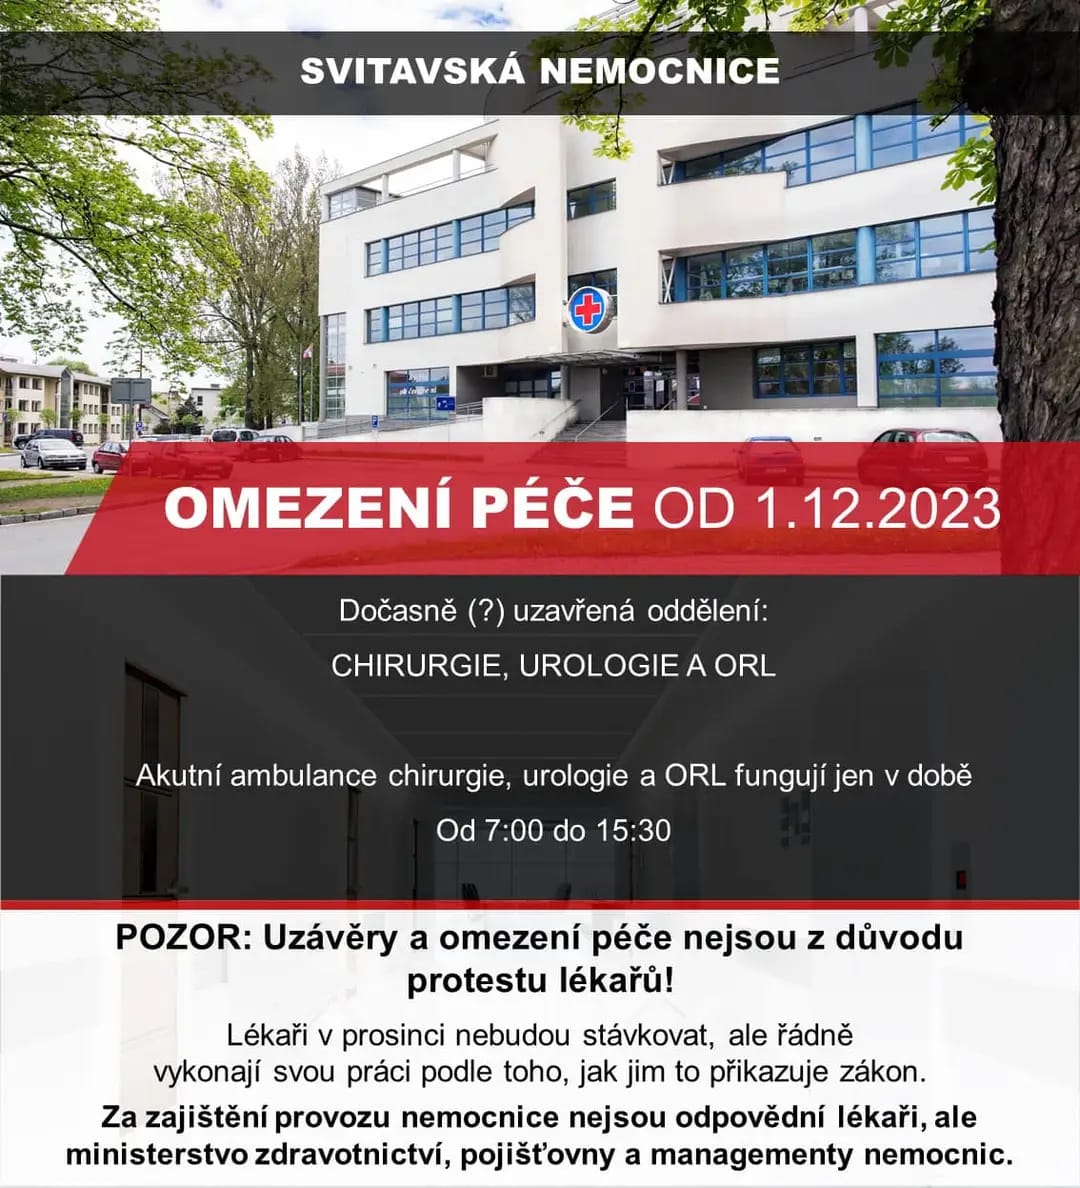 SVITAVSKÁ NEMOCNICE
OMEZENÍ PÉČE OD 1.12.2023
Dočasně (?) uzavřená oddělení:
CHIRURGIE, UROLOGIE A ORL
Akutní ambulance chirurgie, urologie a ORL fungují jen v době
Od 7:00 do 15:30
POZOR: Uzávěry a omezení péče nejsou z důvodu
protestu lékařů!
Lékaři v prosinci nebudou stávkovat, ale řádně
vykonají svou práci podle toho, jak jim to přikazuje zákon.
Za zajištění provozu nemocnice nejsou odpovědní lékaři, ale
ministerstvo zdravotnictví, pojišťovny a managementy nemocnic.